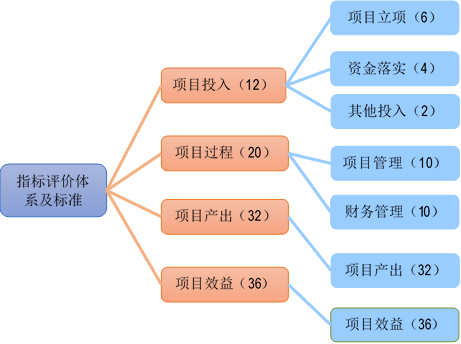 指标评价体
系及标准
项目投入（12）
项目立项（6）
资金落实（4）
其他投入（2）
项目过程（20）
项目管理（10）
财务管理（10）
项目产出（32）
项目产出（32）
项目效益（36）
项目效益（36）